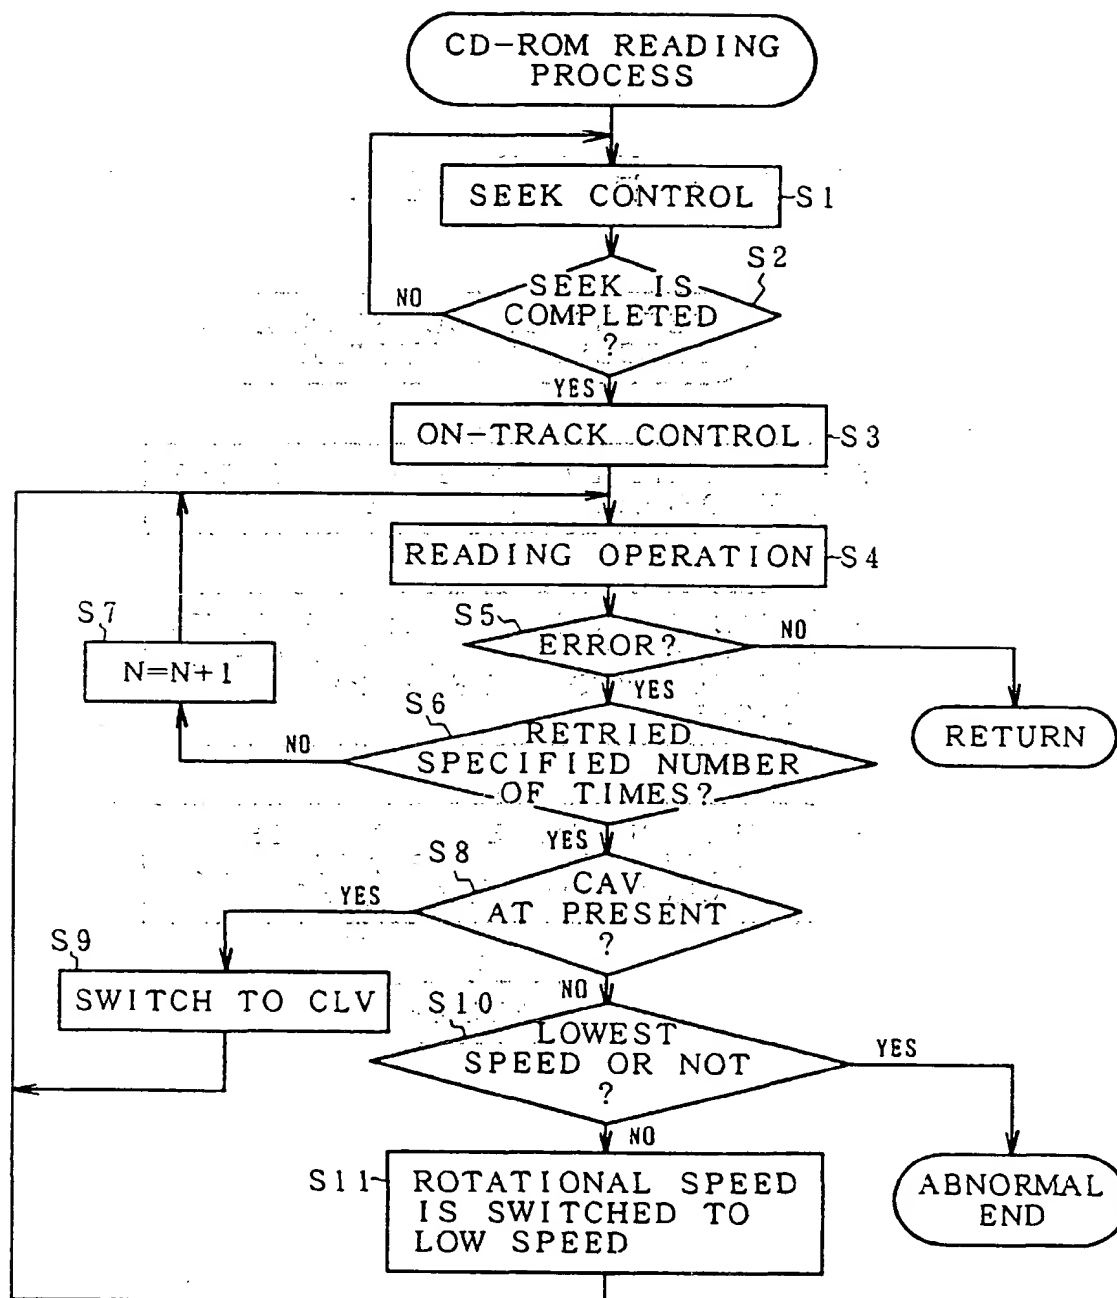 CD-ROM READING
PROCESS
SEEK CONTROL
S1
S2
SEEK IS
COMPLETED
?
NO
YES
ON-TRACK CONTROL
S3
READING OPERATION
S4
S5
ERROR?
NO
YES
S7
N=N+1
S6
RETRIED
SPECIFIED NUMBER
OF TIMES?
NO
YES
RETURN
S8
CAV
AT PRESENT
?
YES
NO
S9
SWITCH TO CLV
S10
LOWEST
SPEED OR NOT
?
YES
NO
S11
ROTATIONAL SPEED
IS SWITCHED TO
LOW SPEED
ABNORMAL
END